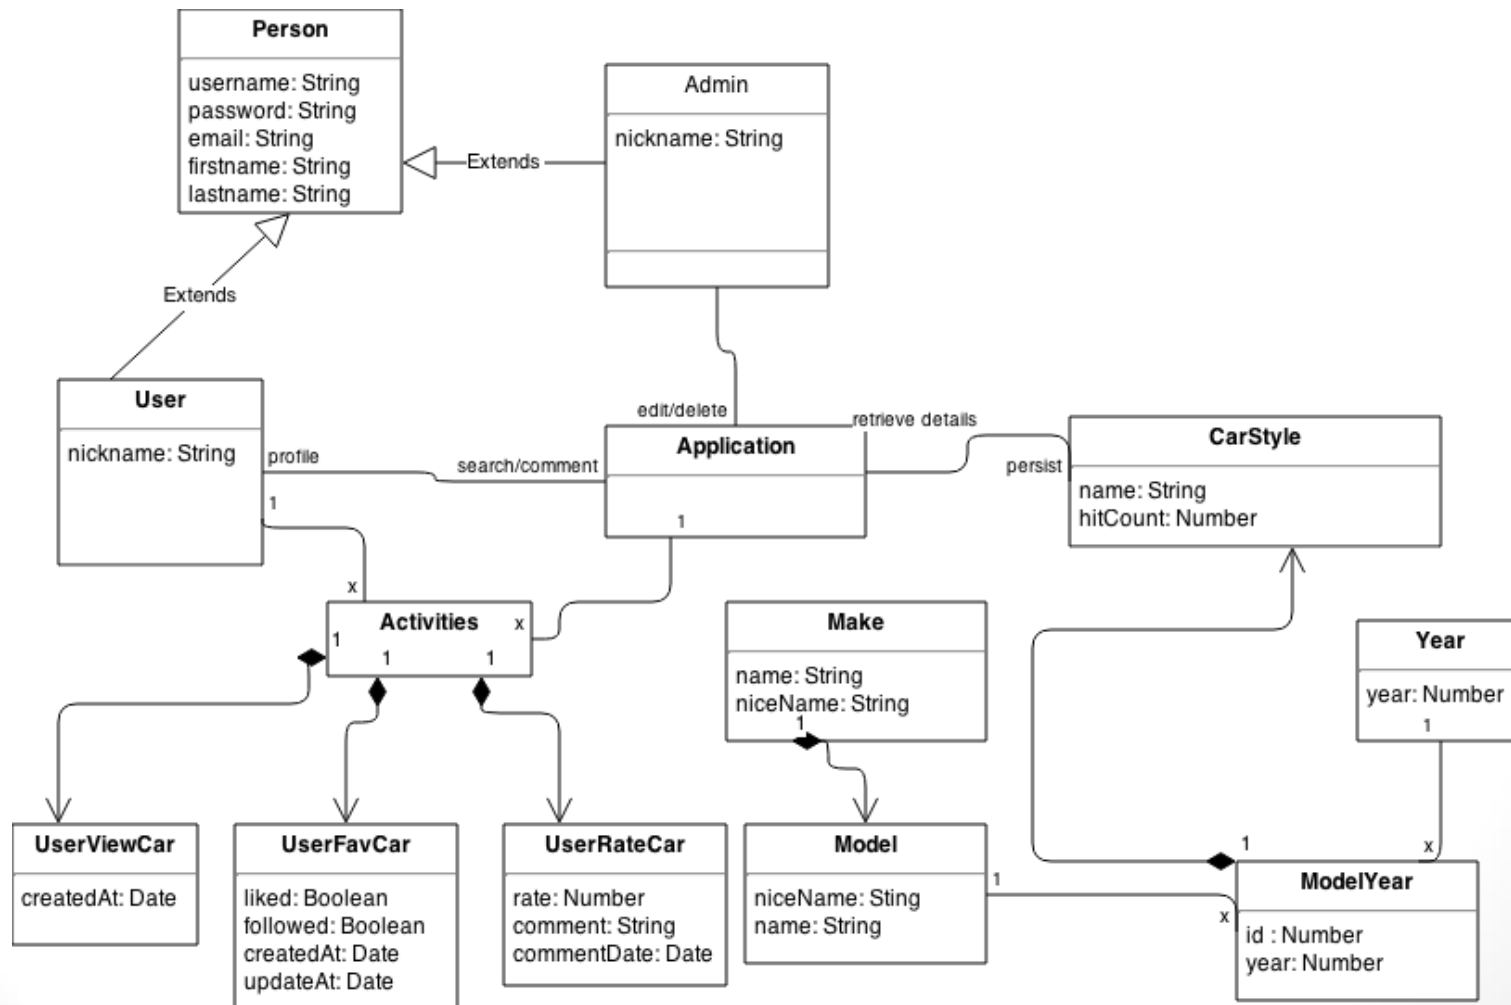 Person
username: String
password: String
email: String
firstname: String
lastname: String
Admin
nickname: String
Extends
Extends
User
nickname: String
profile
search/comment
edit/delete
Application
retrieve details
persist
CarStyle
name: String
hitCount: Number
1
x
1
x
Activities
1
1
1
Make
name: String
niceName: String
1
Year
year: Number
1
x
UserViewCar
createdAt: Date
UserFavCar
liked: Boolean
followed: Boolean
createdAt: Date
updateAt: Date
UserRateCar
rate: Number
comment: String
commentDate: Date
Model
niceName: Sting
name: String
1
x
1
ModelYear
id : Number
year: Number